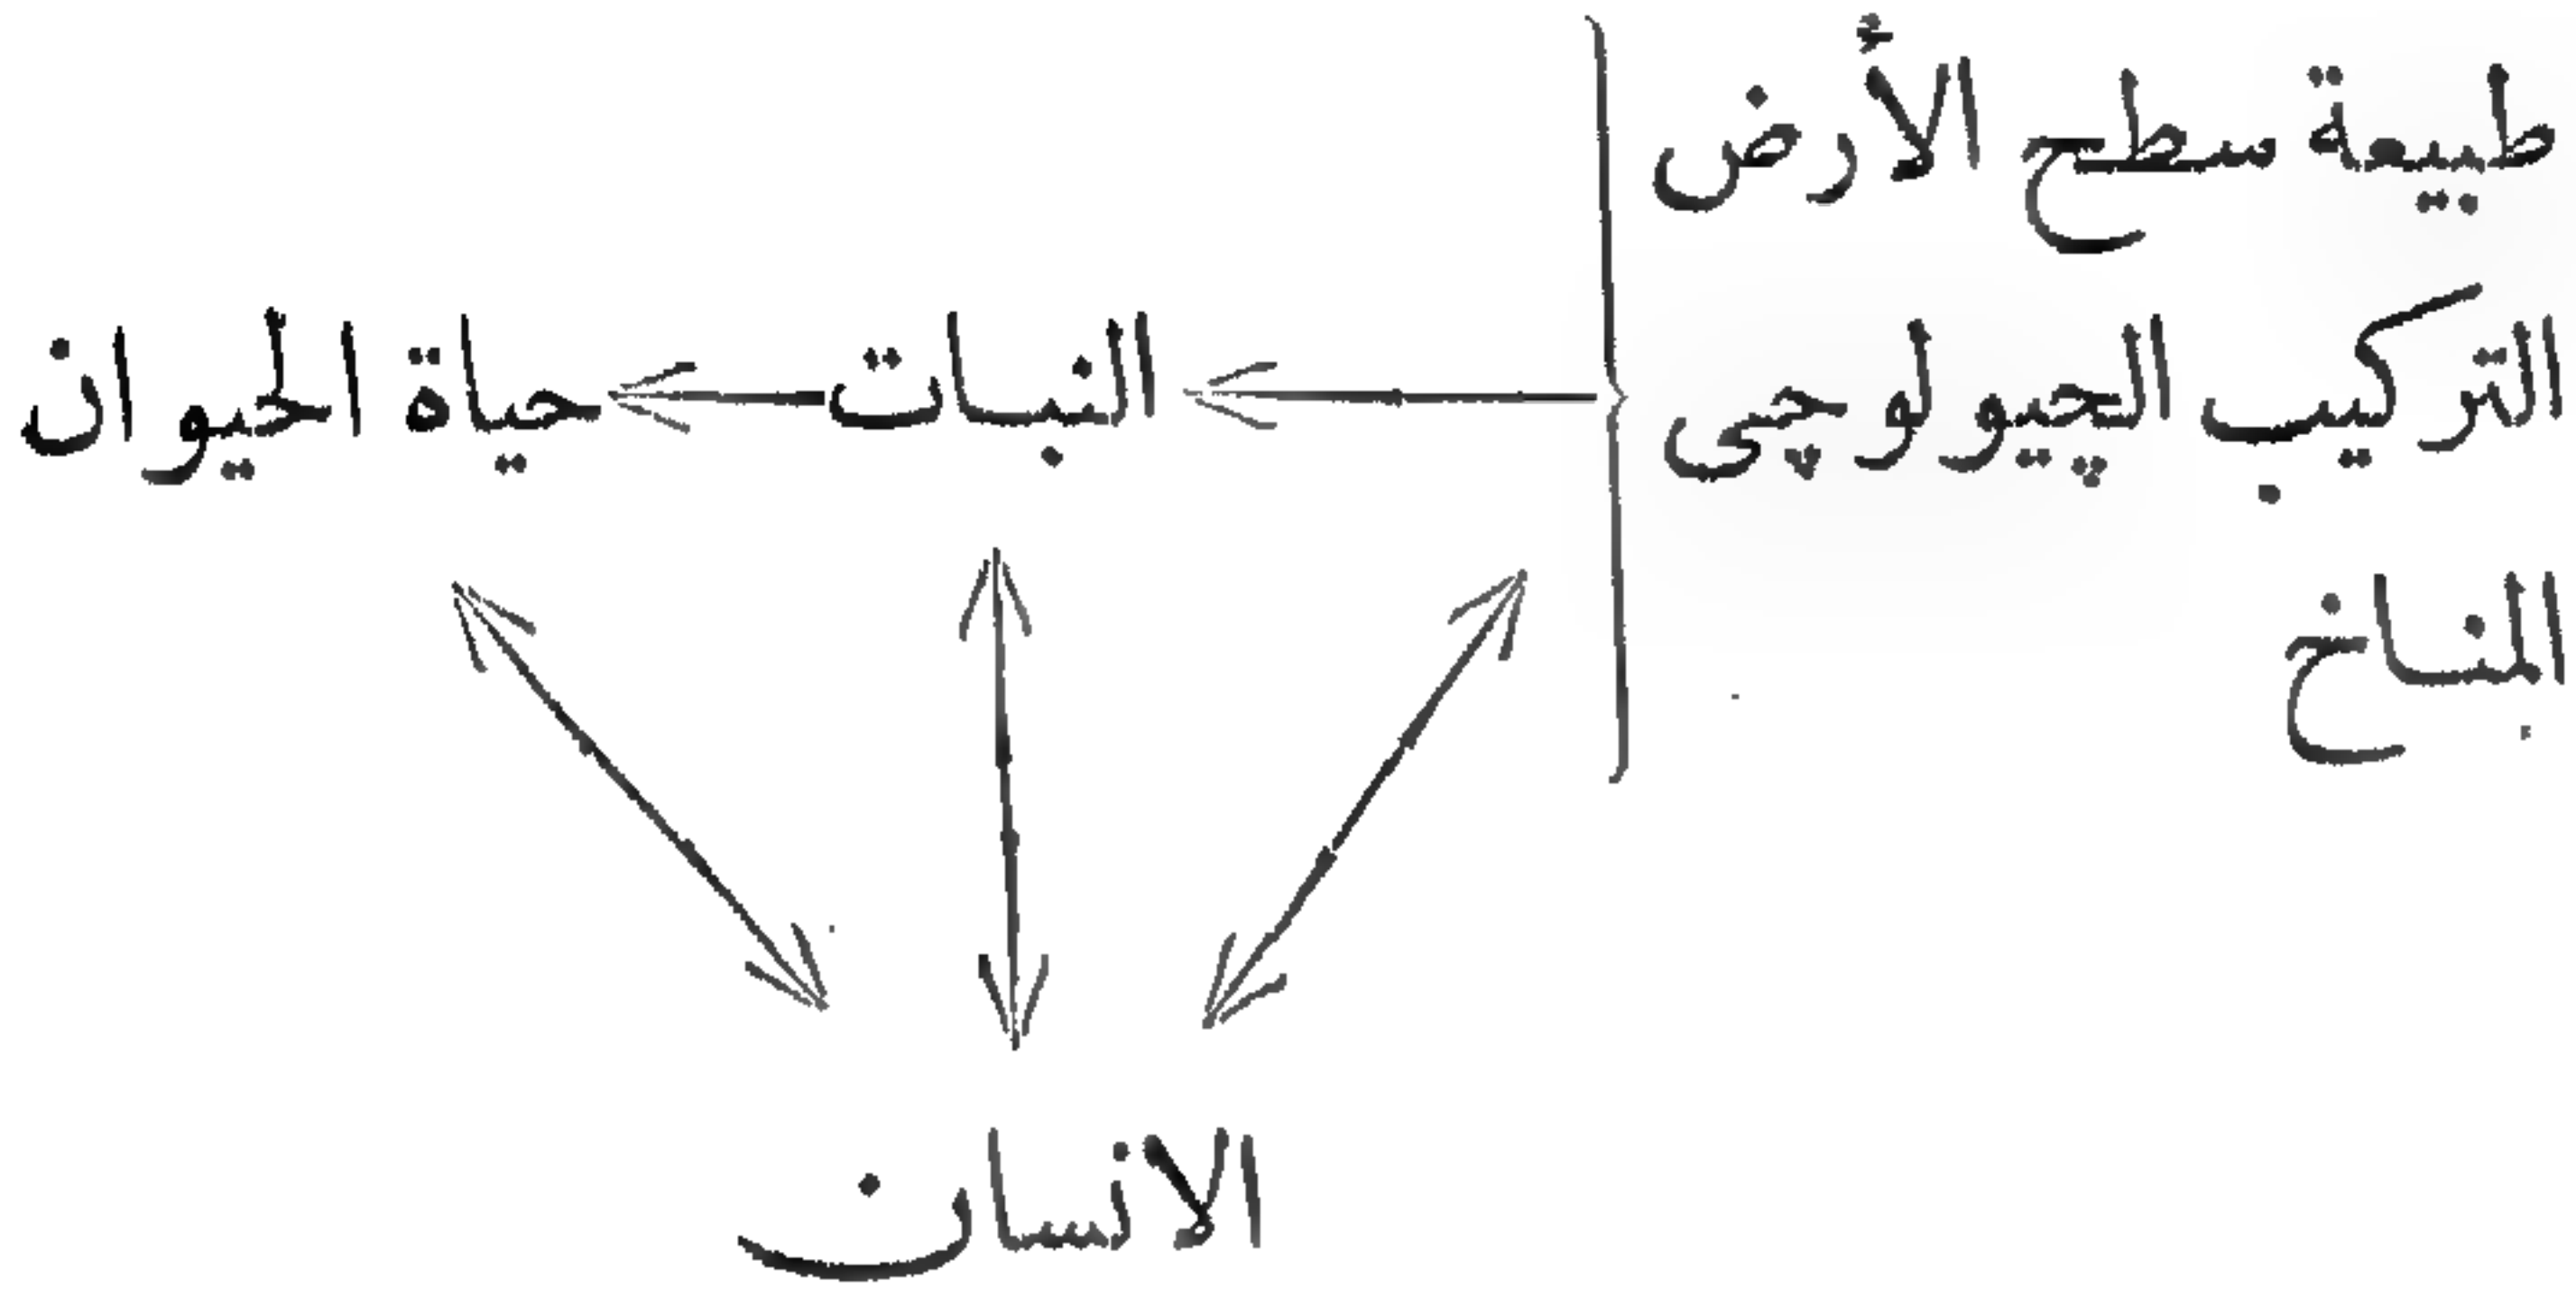 طبيعة سطح الأرض
التركيب الچيولوچى
النبات
حياة الحيوان
المناخ
الانسان